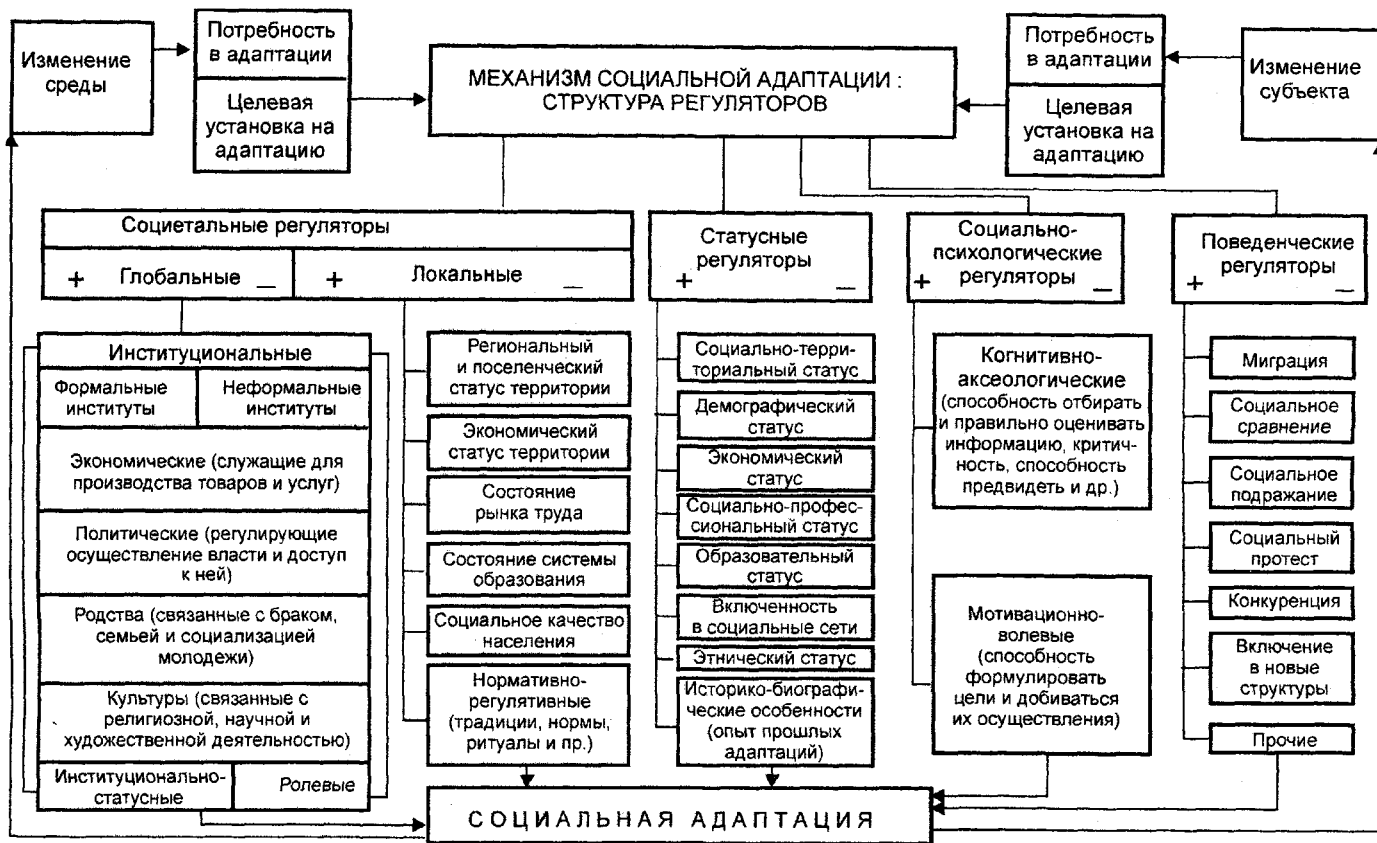 Изменение
среды
Потребность
в адаптации
Целевая
установка на
адаптацию
МЕХАНИЗМ СОЦИАЛЬНОЙ АДАПТАЦИИ :
СТРУКТУРА РЕГУЛЯТОРОВ
Потребность
в адаптации
Целевая
установка на
адаптацию
Изменение
субъекта
Социетальные регуляторы
+ Глобальные –
+ Локальные –
Статусные
регуляторы
+ –
Социально-
психологические
регуляторы
+ –
Поведенческие
регуляторы
+ –
Институциональные
Формальные
институты
Неформальные
институты
Экономические (служащие для
производства товаров и услуг)
Политические (регулирующие
осуществление власти и доступ
к ней)
Родства (связанные с браком,
семьей и социализацией
молодежи)
Культуры (связанные с
религиозной, научной и
художественной деятельностью)
Институционально-
статусные
Ролевые
Региональный
и поселенческий
статус территории
Экономический
статус территории
Состояние
рынка труда
Состояние системы
образования
Социальное качество
населения
Нормативно-
регулятивные
(традиции, нормы,
ритуалы и пр.)
Социально-терри-
ториальный статус
Демографический
статус
Экономический
статус
Социально-профес-
сиональный статус
Образовательный
статус
Включенность
в социальные сети
Этнический статус
Историко-биографи-
ческие особенности
(опыт прошлых
адаптаций)
Когнитивно-
аксеологические
(способность отбирать
и правильно оценивать
информацию, критич-
ность, способность
предвидеть и др.)
Мотивационно-
волевые
(способность
формулировать
цели и добиваться
их осуществления)
Миграция
Социальное
сравнение
Социальное
подражание
Социальный
протест
Конкуренция
Включение
в новые
структуры
Прочие
СОЦИАЛЬНАЯ АДАПТАЦИЯ